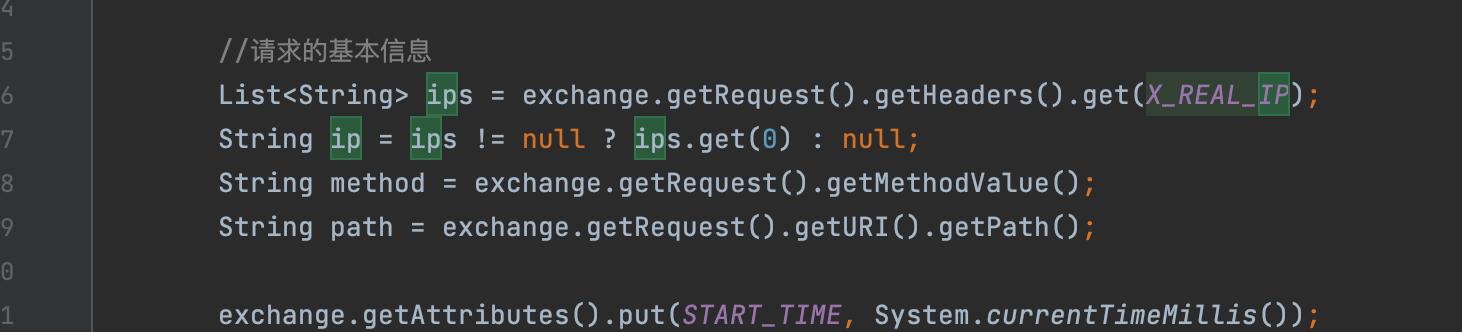 4
5 //请求的基本信息
6 List<String> ips = exchange.getRequest().getHeaders().get(X_REAL_IP);
7 String ip = ips != null ? ips.get(0) : null;
8 String method = exchange.getRequest().getMethodValue();
9 String path = exchange.getRequest().getURI().getPath();
0
1 exchange.getAttributes().put(START_TIME, System.currentTimeMillis());